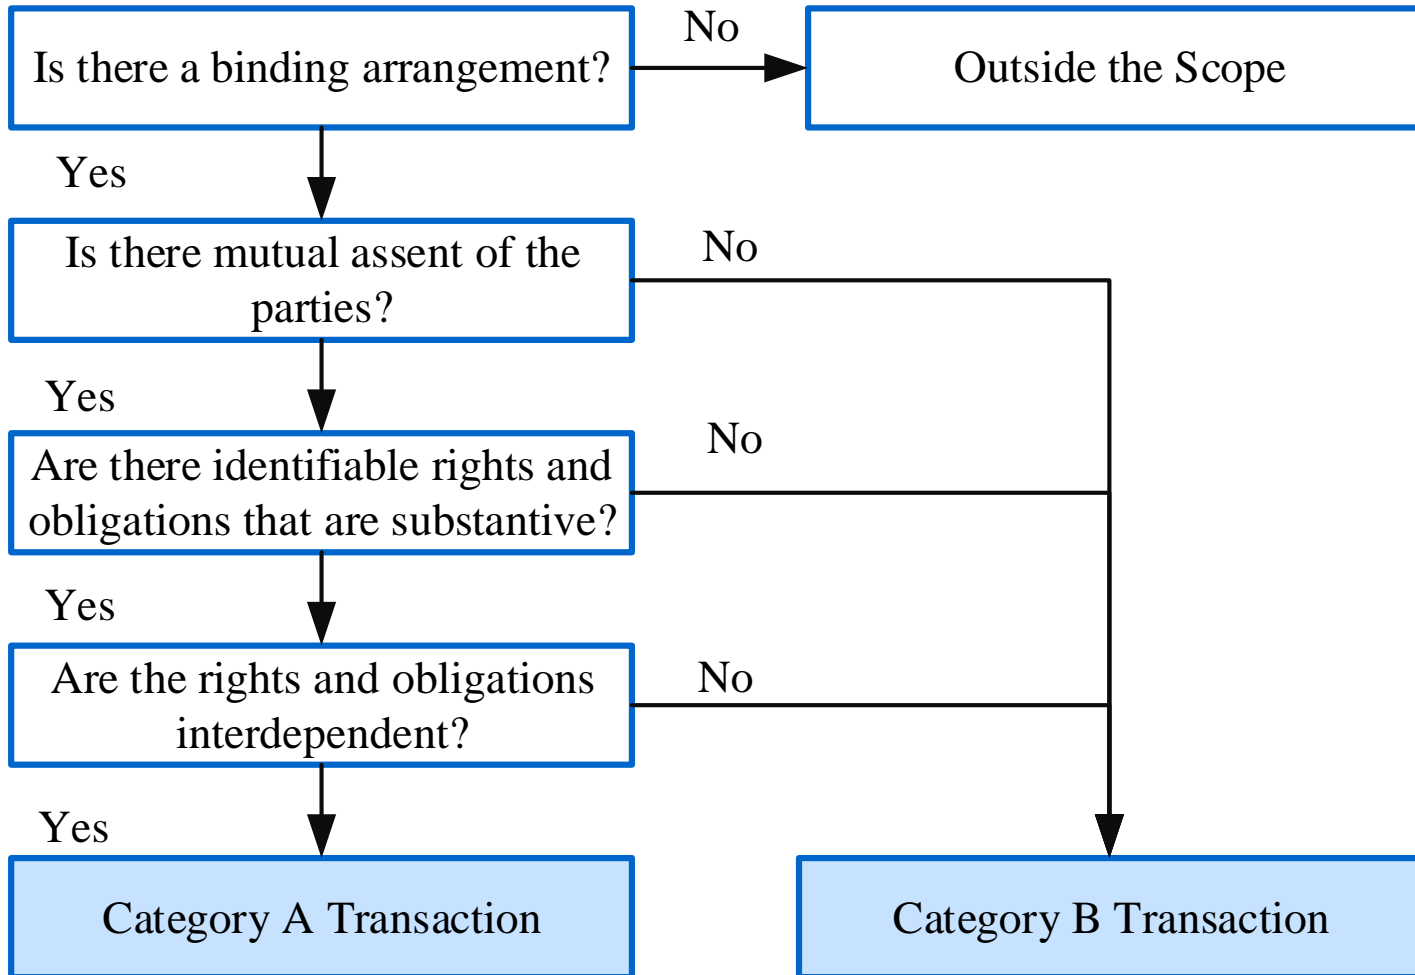 Is there a binding arrangement?
No
Outside the Scope
Yes
Is there mutual assent of the
parties?
No
Yes
Are there identifiable rights and
obligations that are substantive?
No
Yes
Are the rights and obligations
interdependent?
No
Yes
Category A Transaction
Category B Transaction